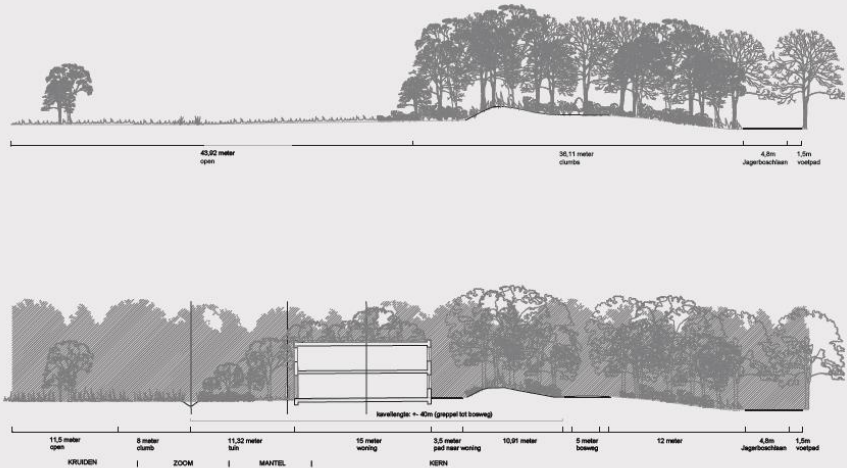 43,92 meter 36,11 meter 4,8m 1,5m
open clumbs Jagerboschlaan voetpad
kavellengte: +- 40m (greppel tot bosweg)
11,5 meter 8 meter 11,32 meter 15 meter 3,5 meter 10,91 meter 5 meter 12 meter 4,8m 1,5m
open clumb tuin woning pad naar woning bosweg Jagerboschlaan voetpad
KRUIDEN | ZOOM | MANTEL | KERN